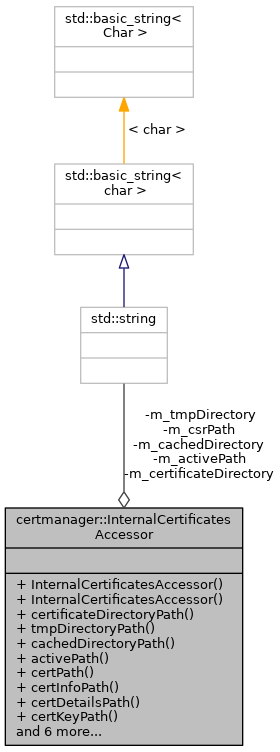 std::basic_string<
Char >
< char >
std::basic_string<
char >
std::string
-m_tmpDirectory
-m_csrPath
-m_cachedDirectory
-m_activePath
-m_certificateDirectory
certmanager::InternalCertificates
Accessor
+ InternalCertificatesAccessor()
+ InternalCertificatesAccessor()
+ certificateDirectoryPath()
+ tmpDirectoryPath()
+ cachedDirectoryPath()
+ activePath()
+ certPath()
+ certInfoPath()
+ certDetailsPath()
+ certKeyPath()
and 6 more...